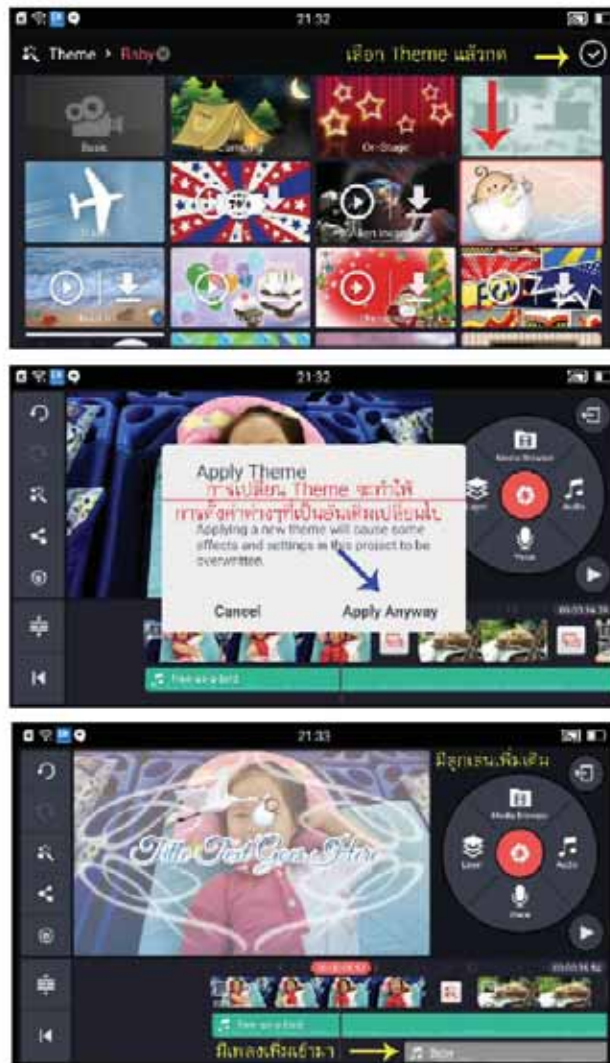 21:32
Theme > Baby
เลือก Theme แล้วกด
Basic
Camping
On-Stage
21:32
Apply Theme
การเปลี่ยน Theme จะทำให้
การตั้งค่าต่างๆที่เป็นอันเดิมเปลี่ยนไป
Applying a new theme will cause some
effects and settings in this project to be
overwritten.
Cancel
Apply Anyway
Media Browser
Layer
Audio
Voice
21:33
มีลูกเล่นเพิ่มเติม
Title Text Goes Here
Media Browser
Layer
Audio
Voice
มีเพลงเพิ่มเข้ามา